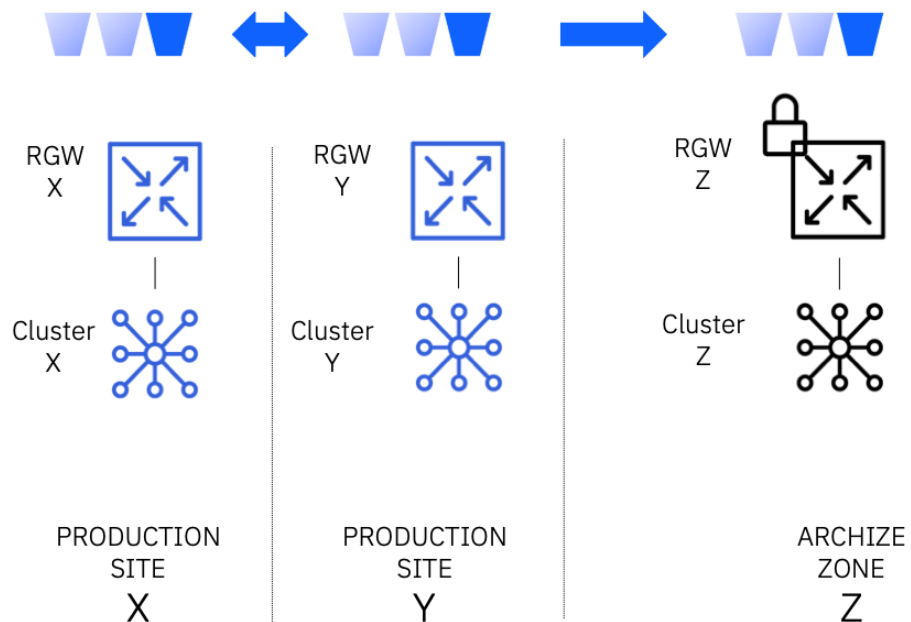 RGW
X
RGW
Y
RGW
Z
Cluster
X
Cluster
Y
Cluster
Z
PRODUCTION
SITE
X
PRODUCTION
SITE
Y
ARCHIZE
ZONE
Z